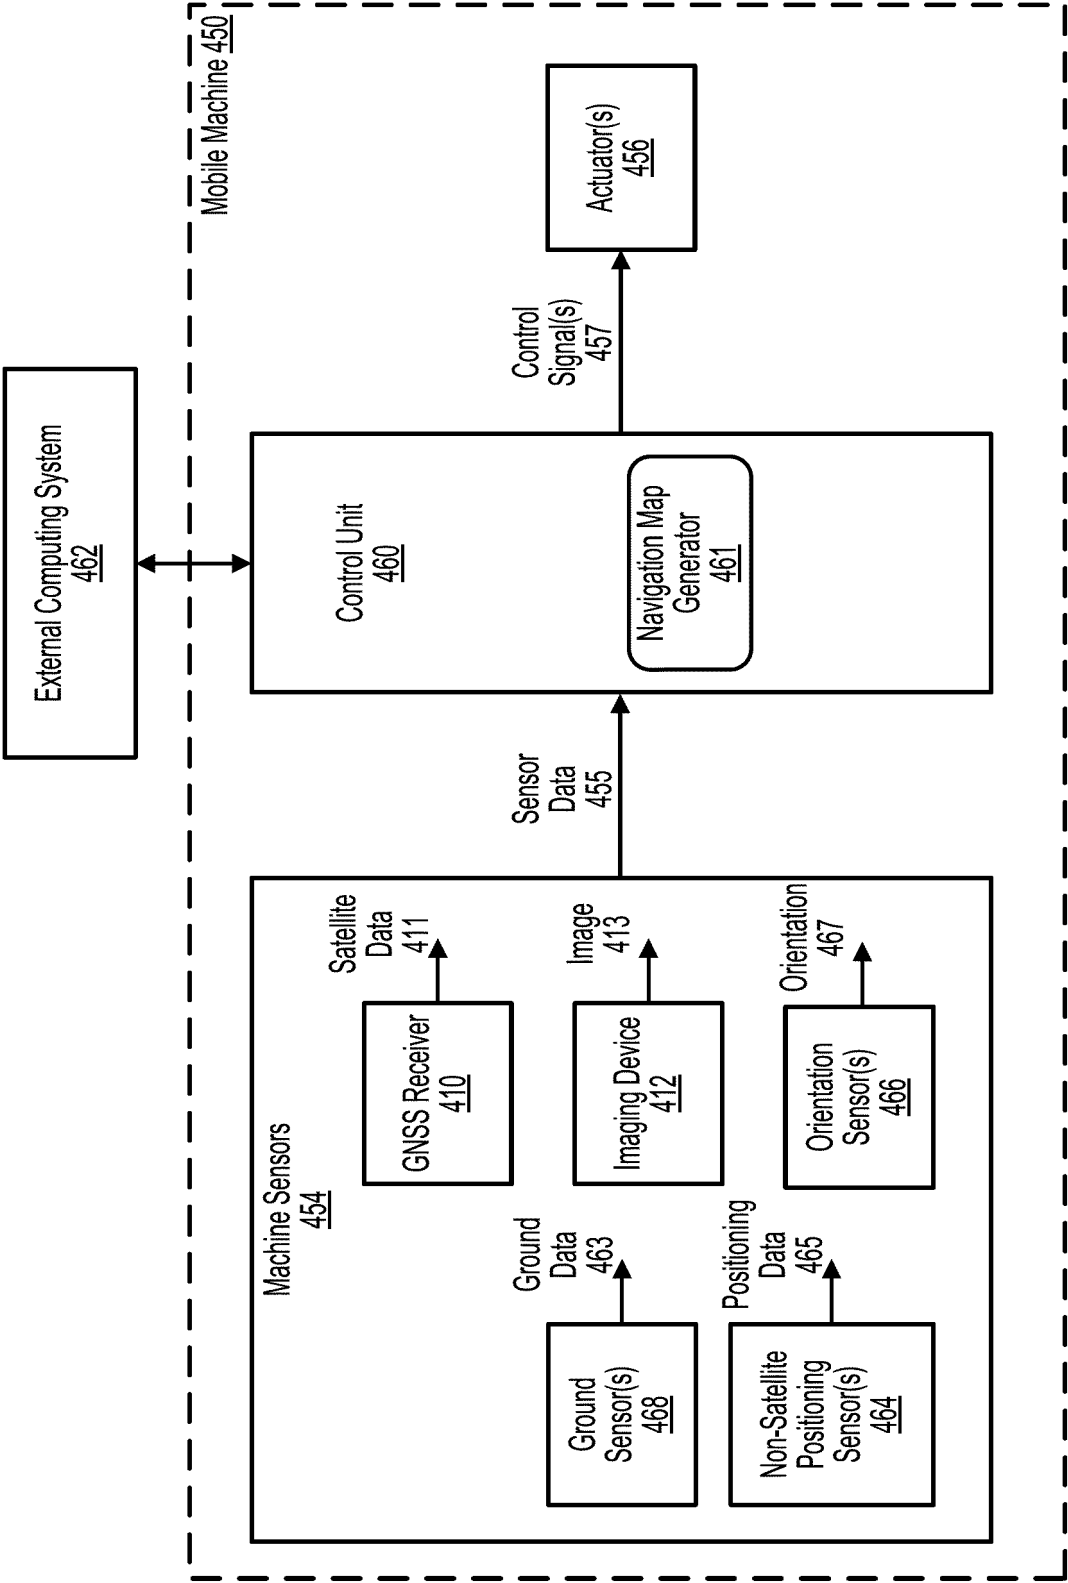 External Computing System
462
Mobile Machine 450
Machine Sensors
454
GNSS Receiver
410
Satellite
Data
411
Ground
Sensor(s)
468
Ground
Data
463
Imaging Device
412
Image
413
Non-Satellite
Positioning
Sensor(s)
464
Positioning
Data
465
Orientation
Sensor(s)
466
Orientation
467
Sensor
Data
455
Control Unit
460
Navigation Map
Generator
461
Control
Signal(s)
457
Actuator(s)
456